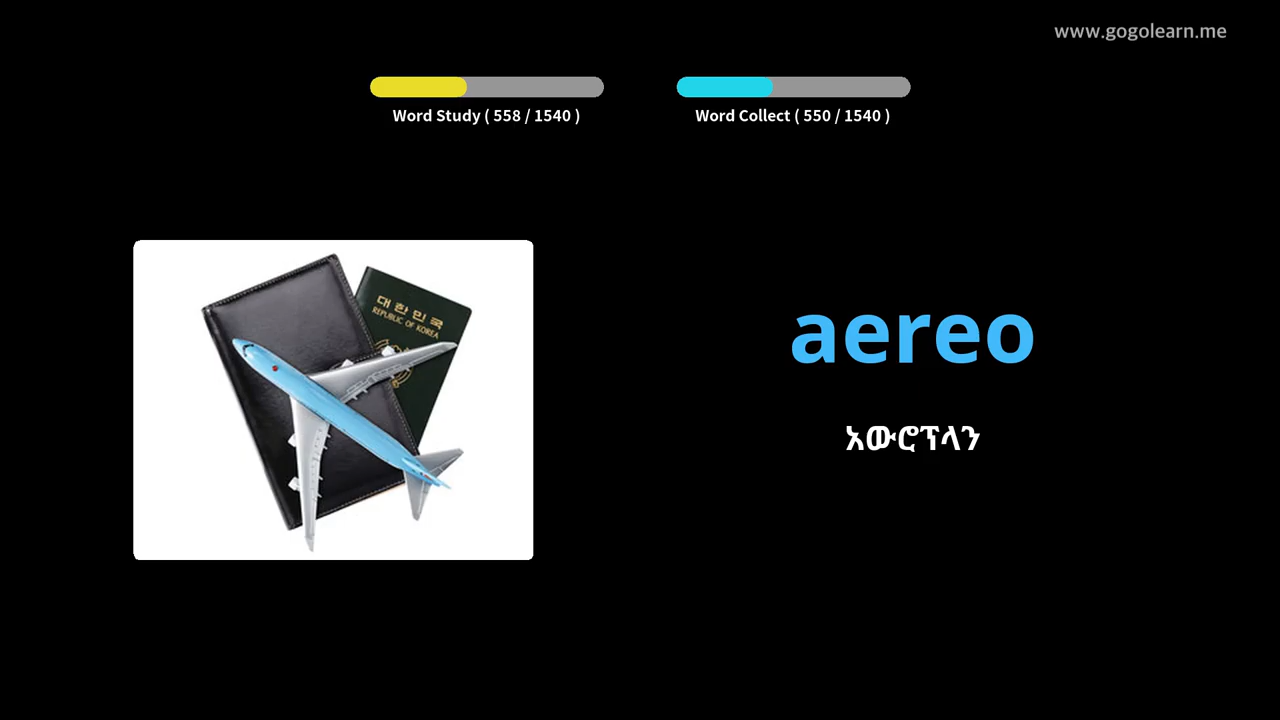 www.gogolearn.me
Word Study ( 558 / 1540 )
Word Collect ( 550 / 1540 )
대한민국
REPUBLIC OF KOREA
aereo
አውሮፕላን